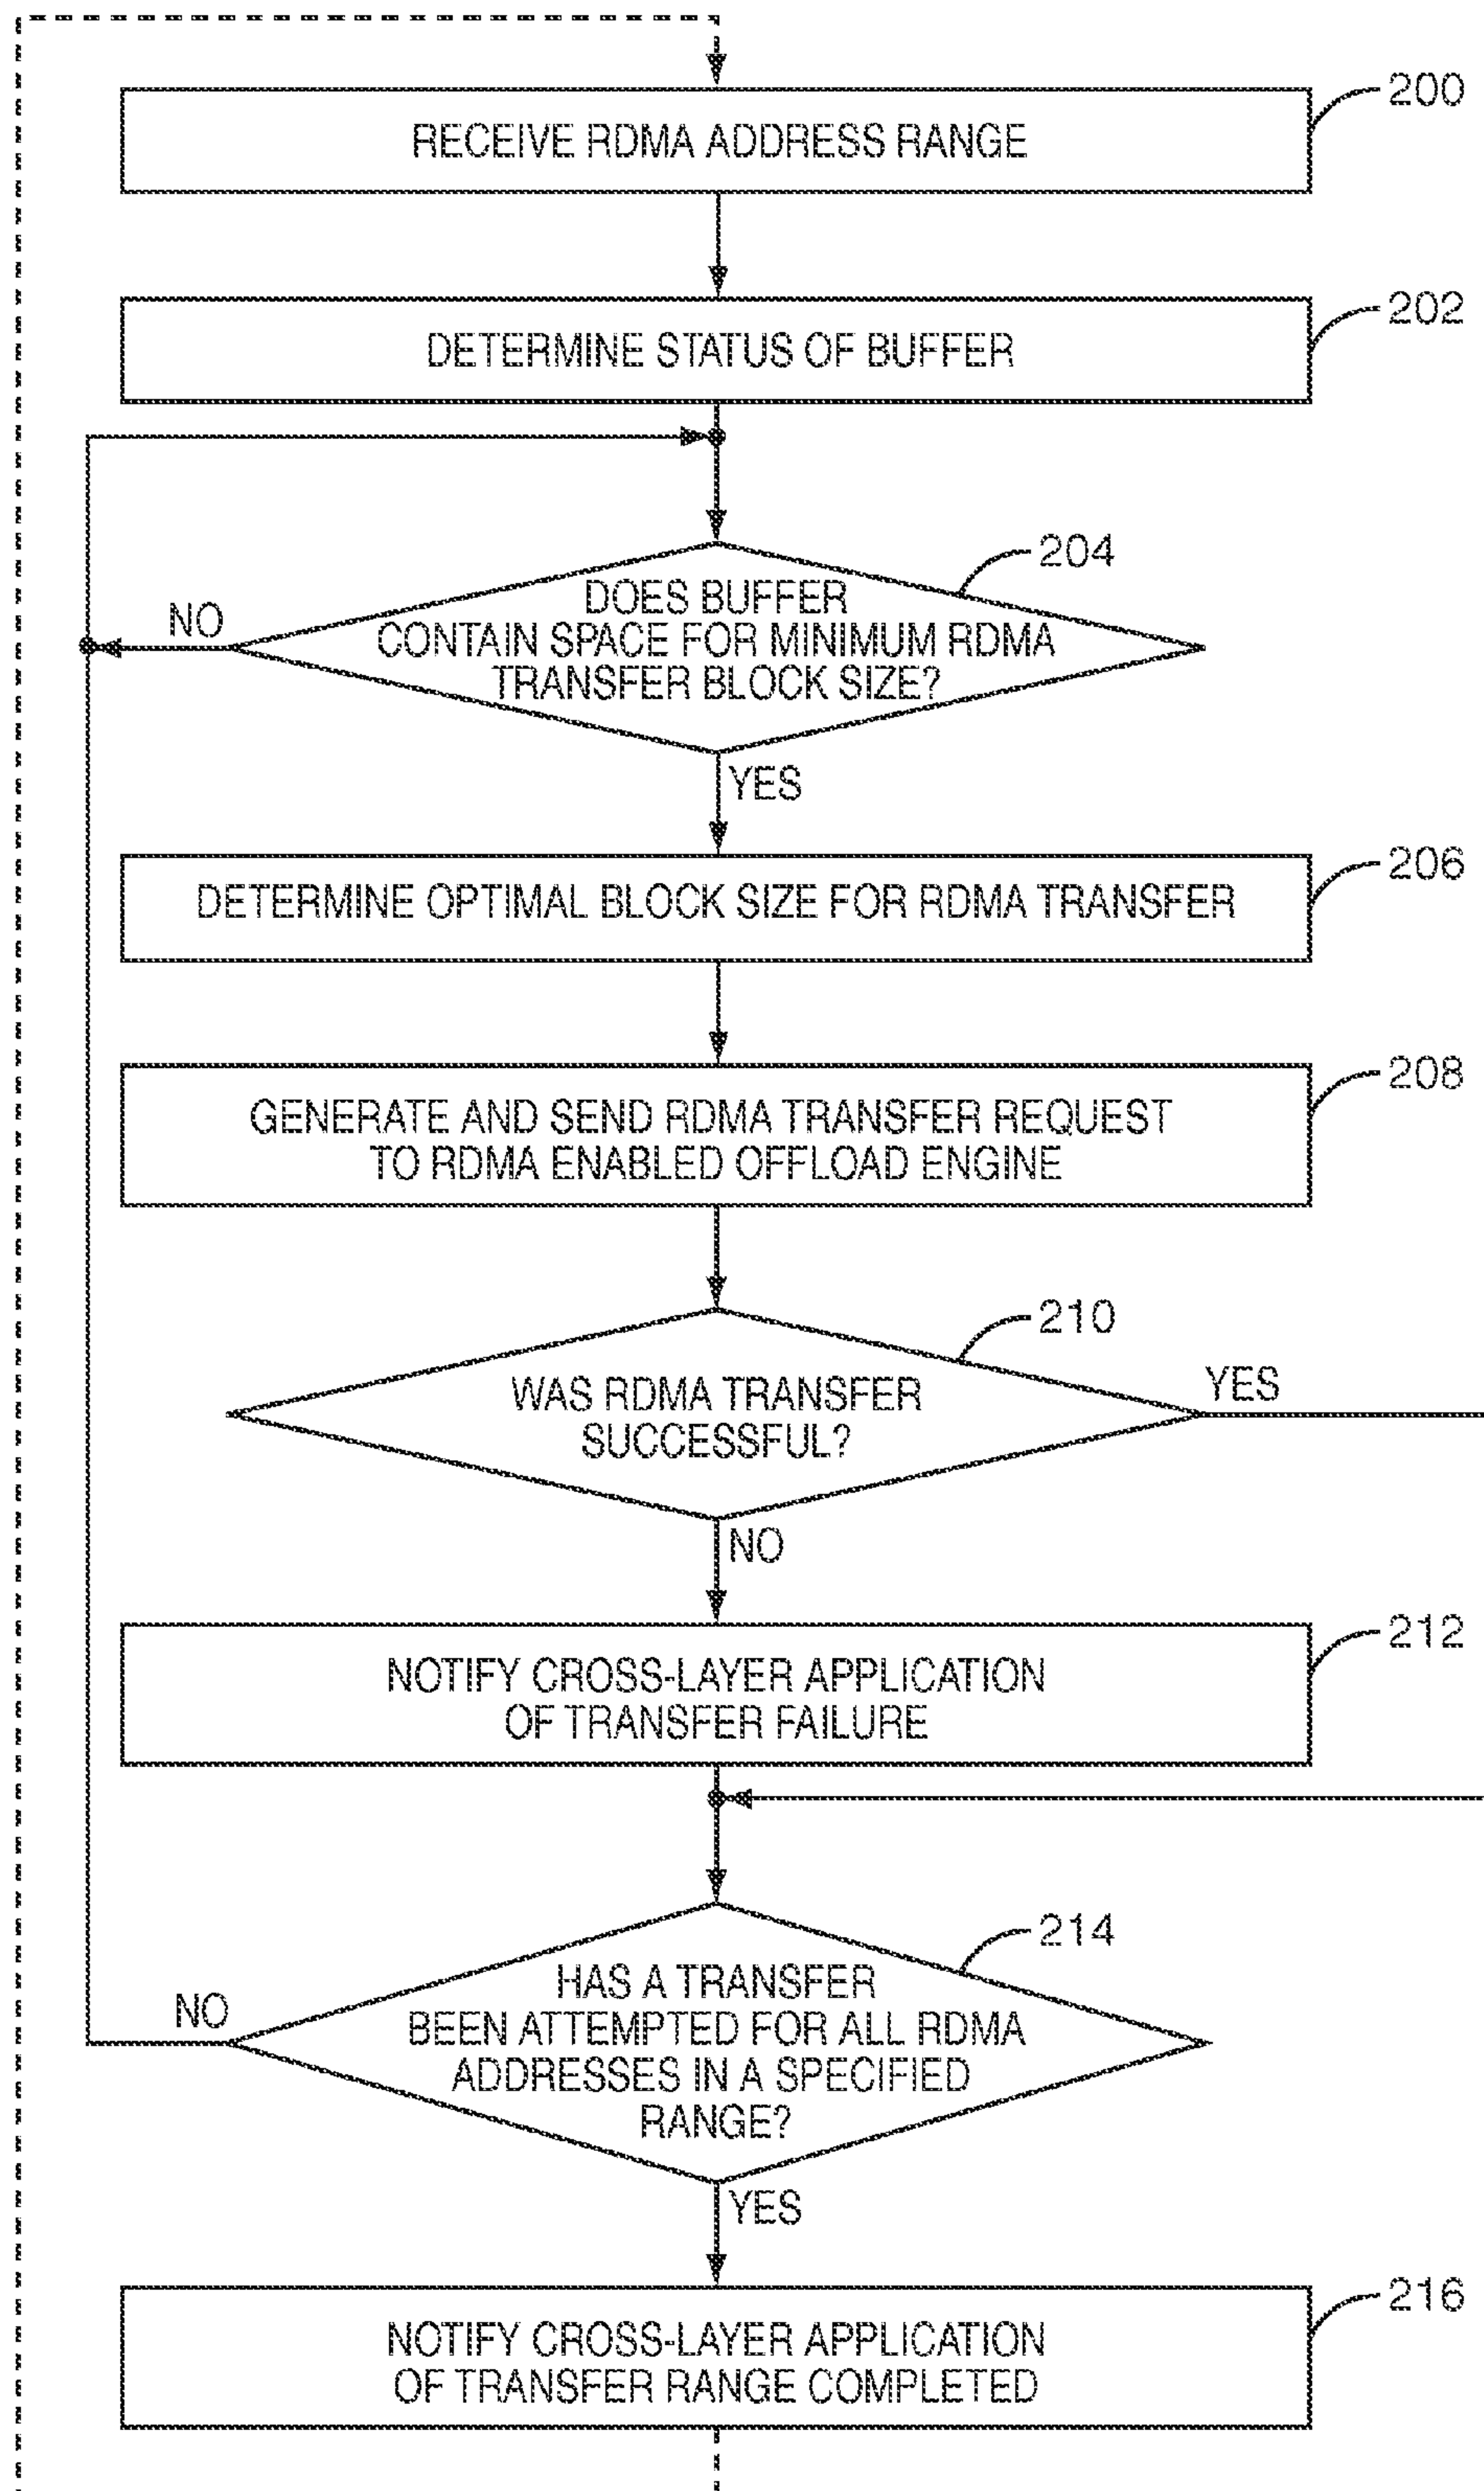 200
RECEIVE RDMA ADDRESS RANGE
202
DETERMINE STATUS OF BUFFER
204
DOES BUFFER
CONTAIN SPACE FOR MINIMUM RDMA
TRANSFER BLOCK SIZE?
NO
YES
206
DETERMINE OPTIMAL BLOCK SIZE FOR RDMA TRANSFER
208
GENERATE AND SEND RDMA TRANSFER REQUEST
TO RDMA ENABLED OFFLOAD ENGINE
210
WAS RDMA TRANSFER
SUCCESSFUL?
YES
NO
212
NOTIFY CROSS-LAYER APPLICATION
OF TRANSFER FAILURE
214
HAS A TRANSFER
BEEN ATTEMPTED FOR ALL RDMA
ADDRESSES IN A SPECIFIED
RANGE?
NO
YES
216
NOTIFY CROSS-LAYER APPLICATION
OF TRANSFER RANGE COMPLETED